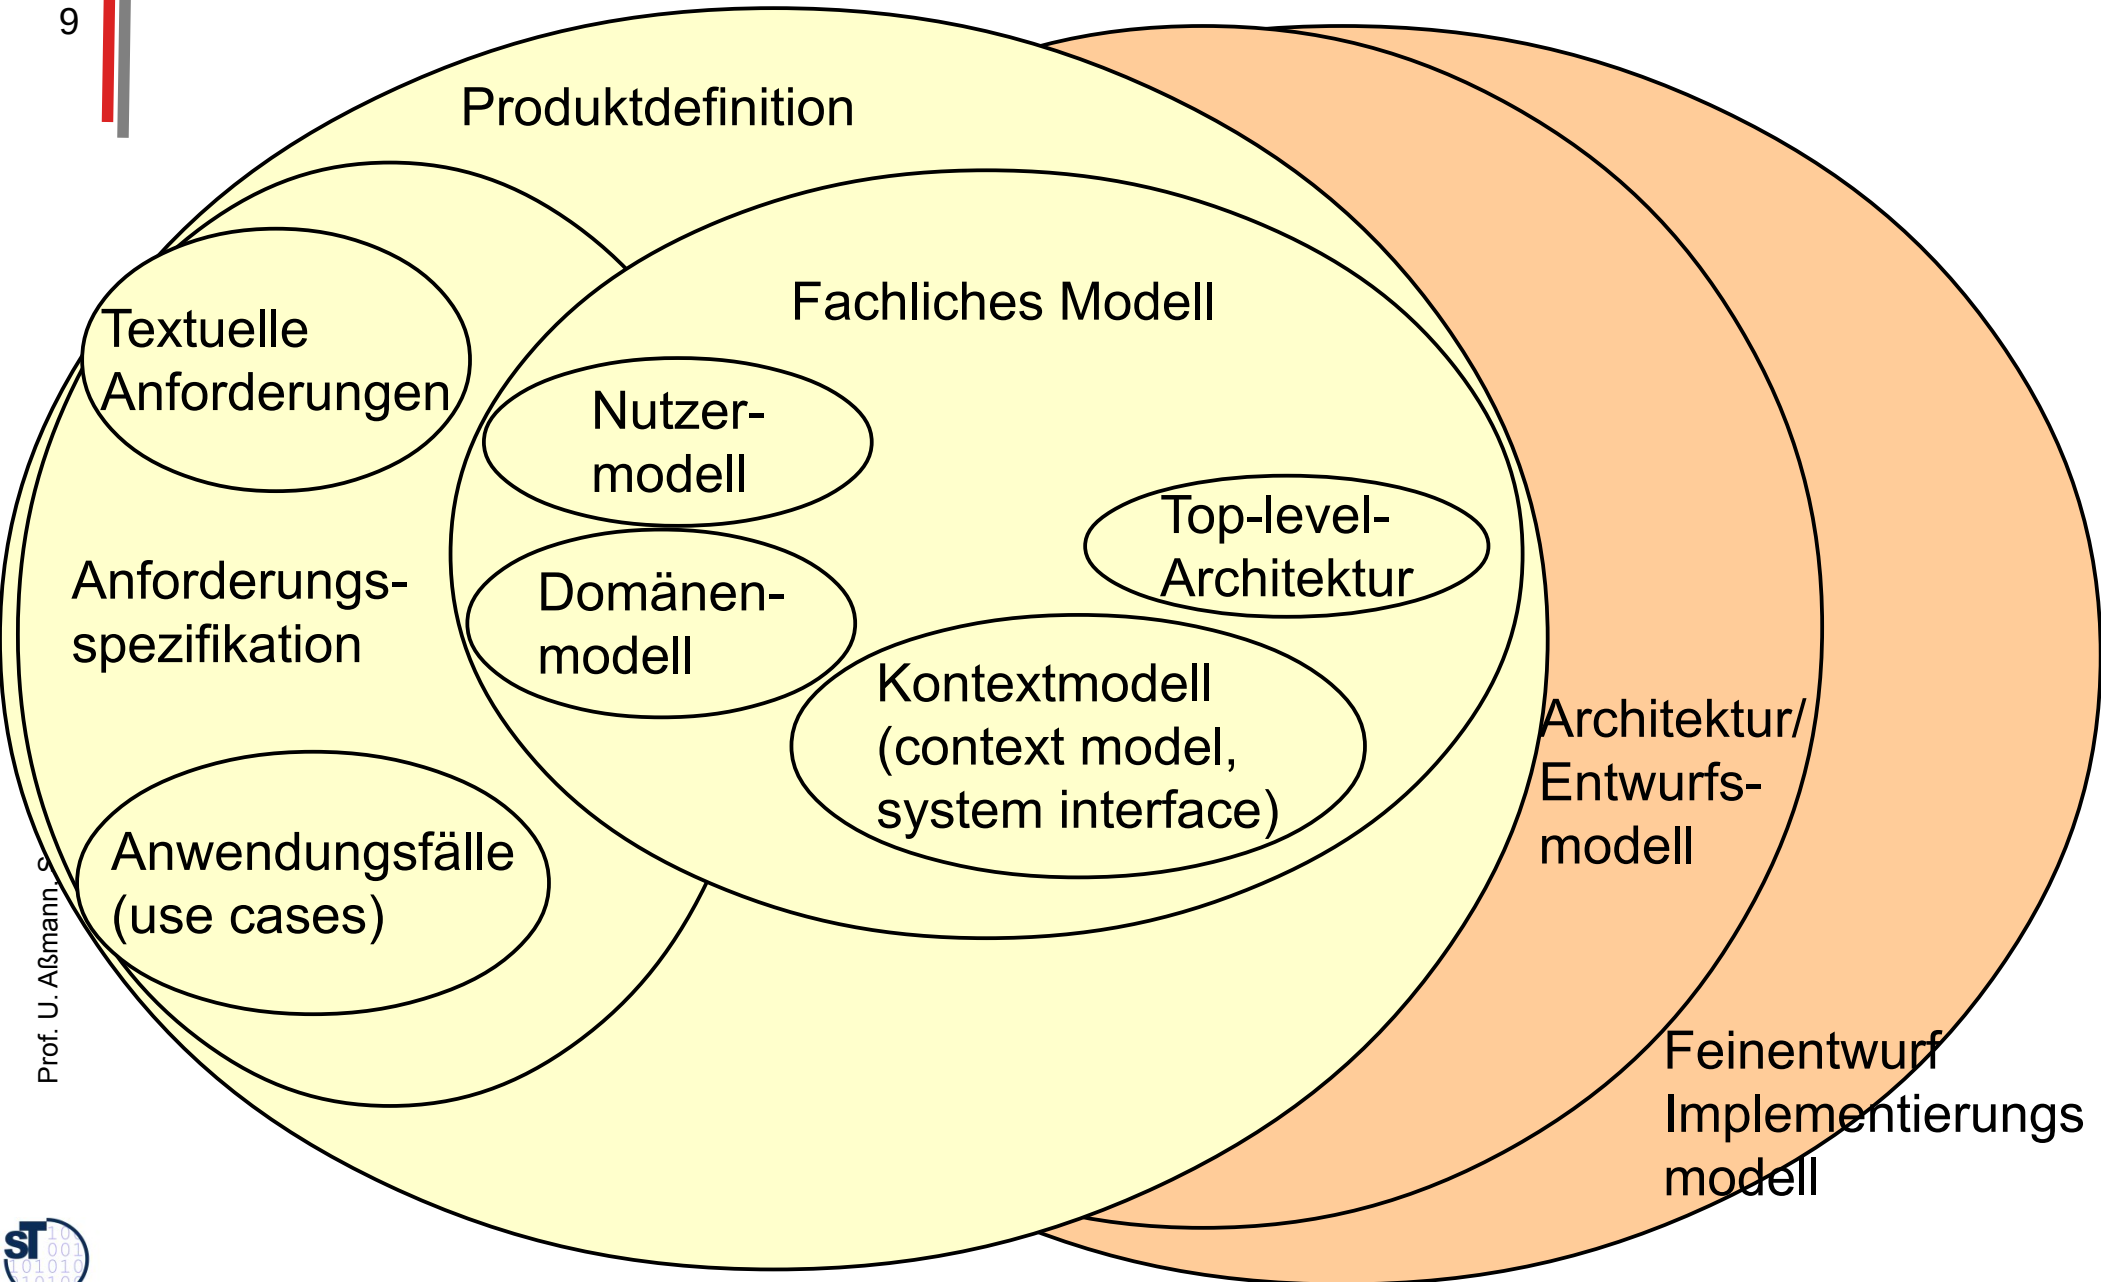 9
Produktdefinition
Fachliches Modell
Textuelle
Anforderungen
Nutzer-
modell
Top-level-
Architektur
Anforderungs-
spezifikation
Domänen-
modell
Kontextmodell
(context model,
system interface)
Architektur/
Entwurfs-
modell
Anwendungsfälle
(use cases)
Feinentwurf
Implementierungs
modell
Prof. U. Aßmann,
ST